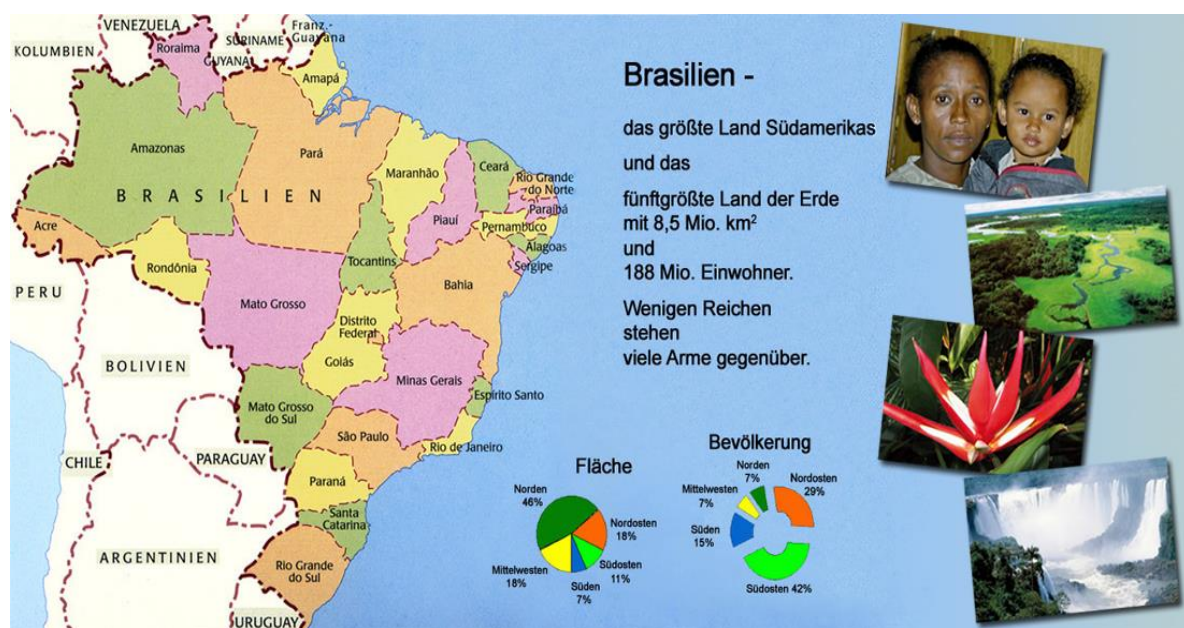 VENEZUELA
Franz.-
Guayana
KOLUMBIEN
SURINAME
GUYANA
Roraima
Amapá
Amazonas
Pará
BRASILIEN
Maranhão
Ceará
Rio Grande
do Norte
Paraíba
Piauí
Pernambuco
Alagoas
Sergipe
Acre
Rondônia
Tocantins
Bahia
PERU
Mato Grosso
Distrito
Federal
Goiás
BOLIVIEN
Minas Gerais
Espírito Santo
Mato Grosso
do Sul
São Paulo
Rio de Janeiro
CHILE
PARAGUAY
Paraná
Santa
Catarina
ARGENTINIEN
Rio Grande
do Sul
URUGUAY
Brasilien -
das größte Land Südamerikas
und das
fünftgrößte Land der Erde
mit 8,5 Mio. km²
und
188 Mio. Einwohner.
Wenigen Reichen
stehen
viele Arme gegenüber.
Fläche
Norden
46%
Nordosten
18%
Südosten
11%
Süden
7%
Mittelwesten
18%
Bevölkerung
Norden
7%
Nordosten
29%
Mittelwesten
7%
Süden
15%
Südosten 42%